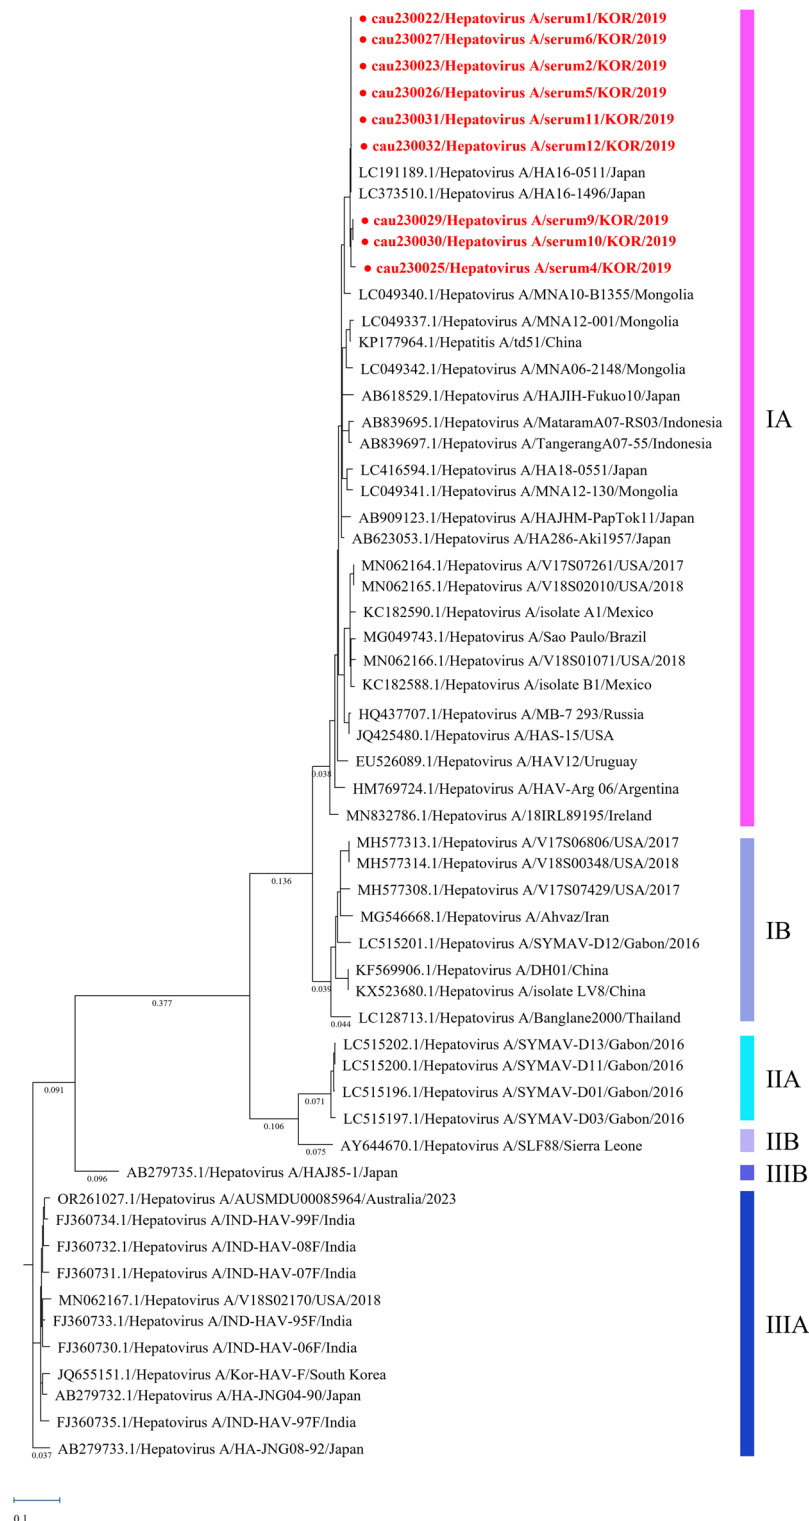 cau230022/Hepatovirus A/serum1/KOR/2019
cau230027/Hepatovirus A/serum6/KOR/2019
cau230023/Hepatovirus A/serum2/KOR/2019
cau230026/Hepatovirus A/serum5/KOR/2019
cau230031/Hepatovirus A/serum11/KOR/2019
cau230032/Hepatovirus A/serum12/KOR/2019
LC191189.1/Hepatovirus A/HA16-0511/Japan
LC373510.1/Hepatovirus A/HA16-1496/Japan
cau230029/Hepatovirus A/serum9/KOR/2019
cau230030/Hepatovirus A/serum10/KOR/2019
cau230025/Hepatovirus A/serum4/KOR/2019
LC049340.1/Hepatovirus A/MNA10-B1355/Mongolia
LC049337.1/Hepatovirus A/MNA12-001/Mongolia
KP177964.1/Hepatitis A/td51/China
LC049342.1/Hepatovirus A/MNA06-2148/Mongolia
AB618529.1/Hepatovirus A/HAJIH-Fukuo10/Japan
IA
AB839695.1/Hepatovirus A/MataramA07-RS03/Indonesia
AB839697.1/Hepatovirus A/TangerangA07-55/Indonesia
LC416594.1/Hepatovirus A/HA18-0551/Japan
LC049341.1/Hepatovirus A/MNA12-130/Mongolia
AB909123.1/Hepatovirus A/HAJHM-PapTok11/Japan
AB623053.1/Hepatovirus A/HA286-Aki1957/Japan
MN062164.1/Hepatovirus A/V17S07261/USA/2017
MN062165.1/Hepatovirus A/V18S02010/USA/2018
KC182590.1/Hepatovirus A/isolate A1/Mexico
MG049743.1/Hepatovirus A/Sao Paulo/Brazil
MN062166.1/Hepatovirus A/V18S01071/USA/2018
KC182588.1/Hepatovirus A/isolate B1/Mexico
HQ437707.1/Hepatovirus A/MB-7 293/Russia
JQ425480.1/Hepatovirus A/HAS-15/USA
EU526089.1/Hepatovirus A/HAV12/Uruguay
0.038
HM769724.1/Hepatovirus A/HAV-Arg 06/Argentina
MN832786.1/Hepatovirus A/18IRL89195/Ireland
MH577313.1/Hepatovirus A/V17S06806/USA/2017
MH577314.1/Hepatovirus A/V18S00348/USA/2018
0.136
MH577308.1/Hepatovirus A/V17S07429/USA/2017
MG546668.1/Hepatovirus A/Ahvaz/Iran
IB
LC515201.1/Hepatovirus A/SYMAV-D12/Gabon/2016
KF569906.1/Hepatovirus A/DH01/China
0.039
KX523680.1/Hepatovirus A/isolate LV8/China
0.377
LC128713.1/Hepatovirus A/Banglane2000/Thailand
0.044
LC515202.1/Hepatovirus A/SYMAV-D13/Gabon/2016
LC515200.1/Hepatovirus A/SYMAV-D11/Gabon/2016
IIA
0.091
LC515196.1/Hepatovirus A/SYMAV-D01/Gabon/2016
0.071
LC515197.1/Hepatovirus A/SYMAV-D03/Gabon/2016
0.106
AY644670.1/Hepatovirus A/SLF88/Sierra Leone
IIB
0.075
AB279735.1/Hepatovirus A/HAJ85-1/Japan
IIIB
0.096
OR261027.1/Hepatovirus A/AUSMDU00085964/Australia/2023
FJ360734.1/Hepatovirus A/IND-HAV-99F/India
FJ360732.1/Hepatovirus A/IND-HAV-08F/India
FJ360731.1/Hepatovirus A/IND-HAV-07F/India
MN062167.1/Hepatovirus A/V18S02170/USA/2018
FJ360733.1/Hepatovirus A/IND-HAV-95F/India
IIIA
FJ360730.1/Hepatovirus A/IND-HAV-06F/India
JQ655151.1/Hepatovirus A/Kor-HAV-F/South Korea
AB279732.1/Hepatovirus A/HA-JNG04-90/Japan
FJ360735.1/Hepatovirus A/IND-HAV-97F/India
AB279733.1/Hepatovirus A/HA-JNG08-92/Japan
0.037
0.1